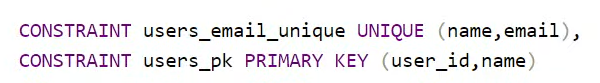 CONSTRAINT users_email_unique UNIQUE (name,email),
CONSTRAINT users_pk PRIMARY KEY (user_id,name)